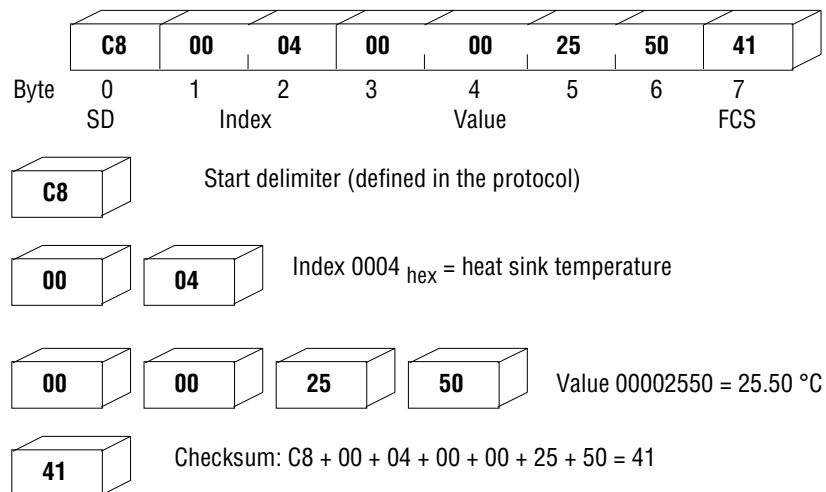 C8 00 04 00 00 25 50 41
Byte 0 1 2 3 4 5 6 7
SD Index Value FCS
C8 Start delimiter (defined in the protocol)
00 04 Index 0004 hex = heat sink temperature
00 00 25 50 Value 00002550 = 25.50 °C
41 Checksum: C8 + 00 + 04 + 00 + 00 + 25 + 50 = 41